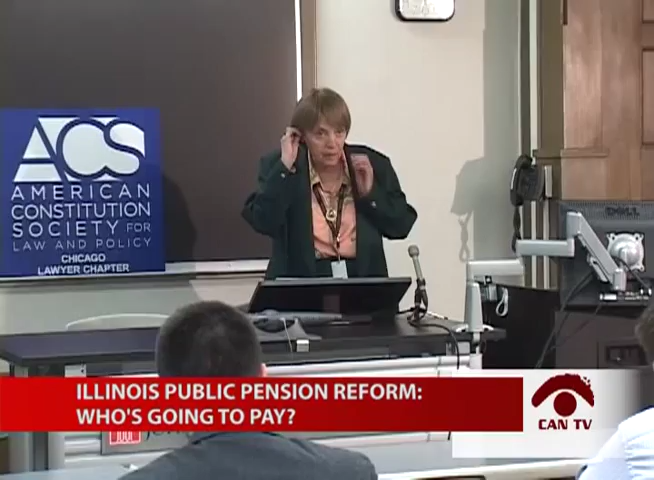 ACS
AMERICAN
CONSTITUTION
SOCIETY FOR
LAW AND POLICY
CHICAGO
LAWYER CHAPTER
DELL
ILLINOIS PUBLIC PENSION REFORM:
WHO'S GOING TO PAY?
CAN TV